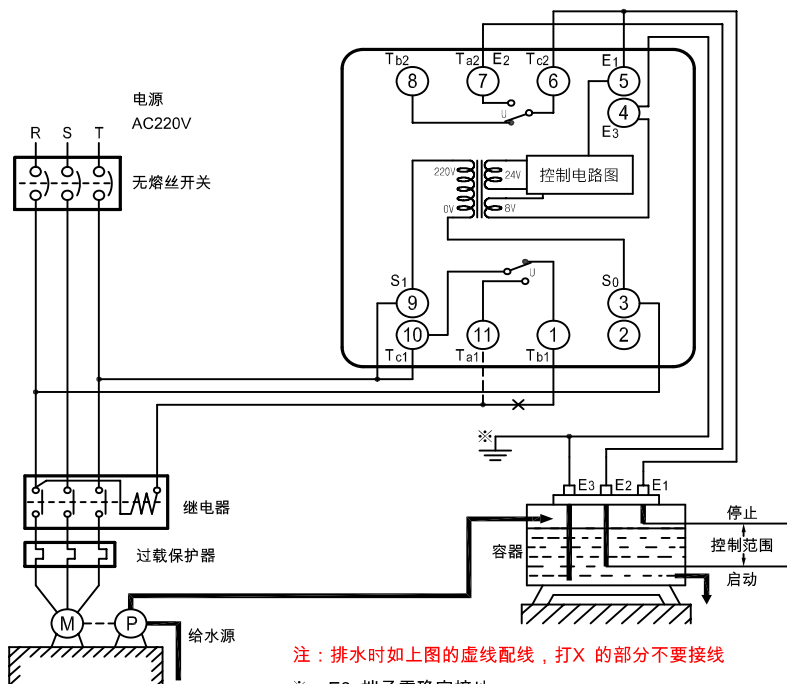 Tb2 Ta2 E2 Tc2 E1
8 7 6 5
4
E3
U
电源
AC220V
R S T
无熔丝开关
220V 24V 控制电路图
0V 8V
U
S1 S0
9 3
10 11 1 2
Tc1 Ta1 Tb1
※
E3 E2 E1
继电器
停止
容器 控制范围
启动
过载保护器
M P
给水源
注：排水时如上图的虚线配线，打X 的部分不要接线